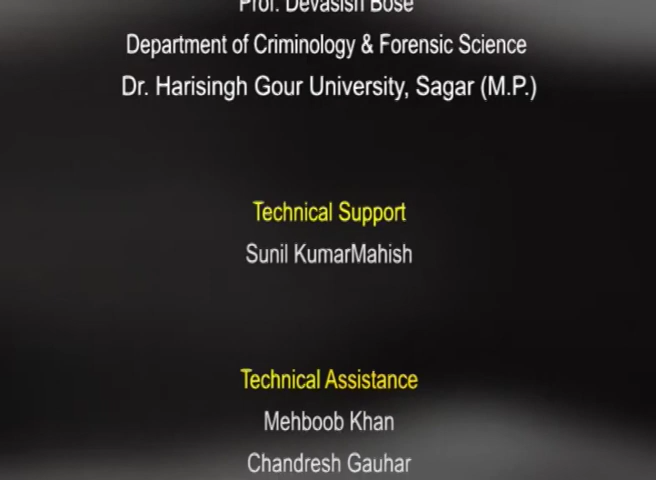 Prof. Devasish Bose
Department of Criminology & Forensic Science
Dr. Harisingh Gour University, Sagar (M.P.)
Technical Support
Sunil KumarMahish
Technical Assistance
Mehboob Khan
Chandresh Gauhar